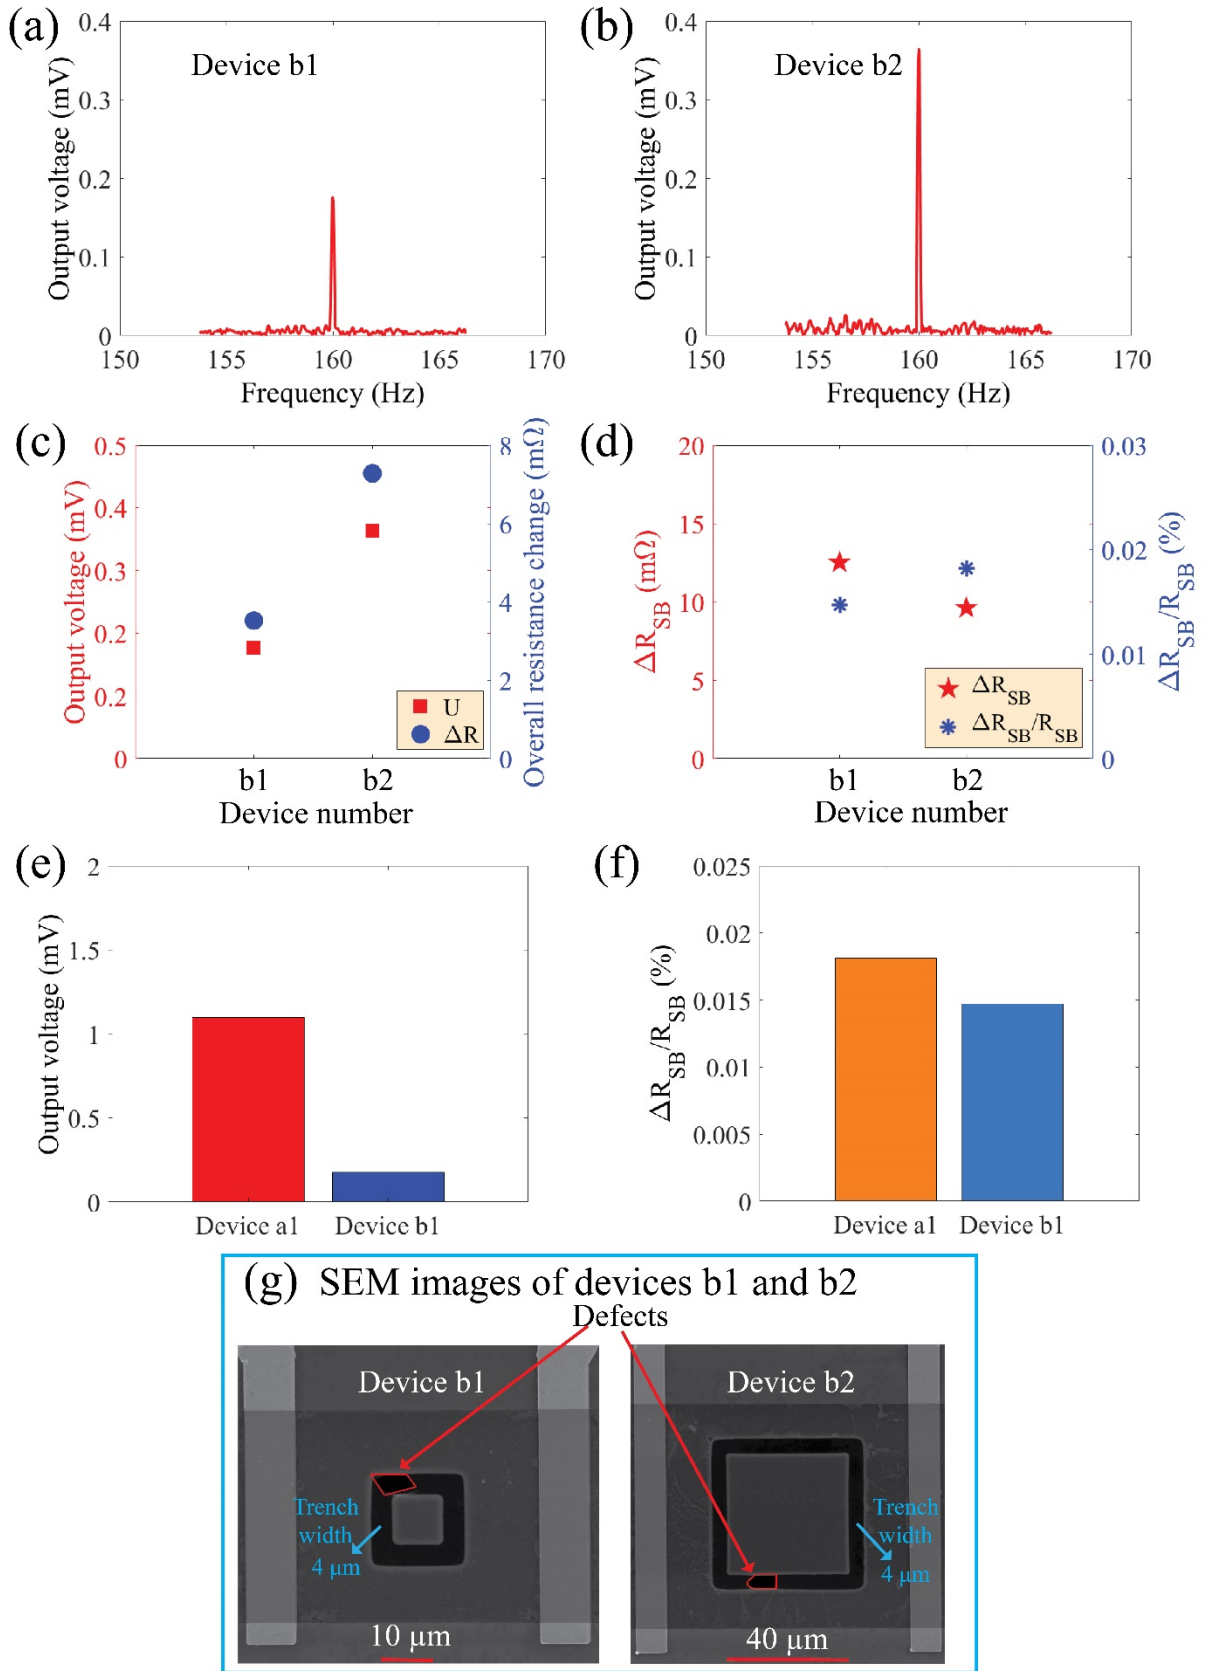 (a)
0.4
0.3
0.2
0.1
0
Output voltage (mV)
Device b1
150 155 160 165 170
Frequency (Hz)
(b)
0.4
0.3
0.2
0.1
0
Output voltage (mV)
Device b2
150 155 160 165 170
Frequency (Hz)
(c)
0.5
0.4
0.3
0.2
0.2
0
Output voltage (mV)
8
6
4
2
0
Overall resistance change (mΩ)
U
ΔR
b1 b2
Device number
(d)
20
15
10
5
0
ΔR_SB (mΩ)
0.03
0.02
0.01
0
ΔR_SB/R_SB (%)
ΔR_SB
ΔR_SB/R_SB
b1 b2
Device number
(e)
2
1.5
1
0.5
0
Output voltage (mV)
Device a1 Device b1
(f)
0.025
0.02
0.015
0.01
0.005
0
ΔR_SB/R_SB (%)
Device a1 Device b1
(g) SEM images of devices b1 and b2
Defects
Device b1
Trench
width
4 μm
10 μm
Device b2
Trench
width
4 μm
40 μm